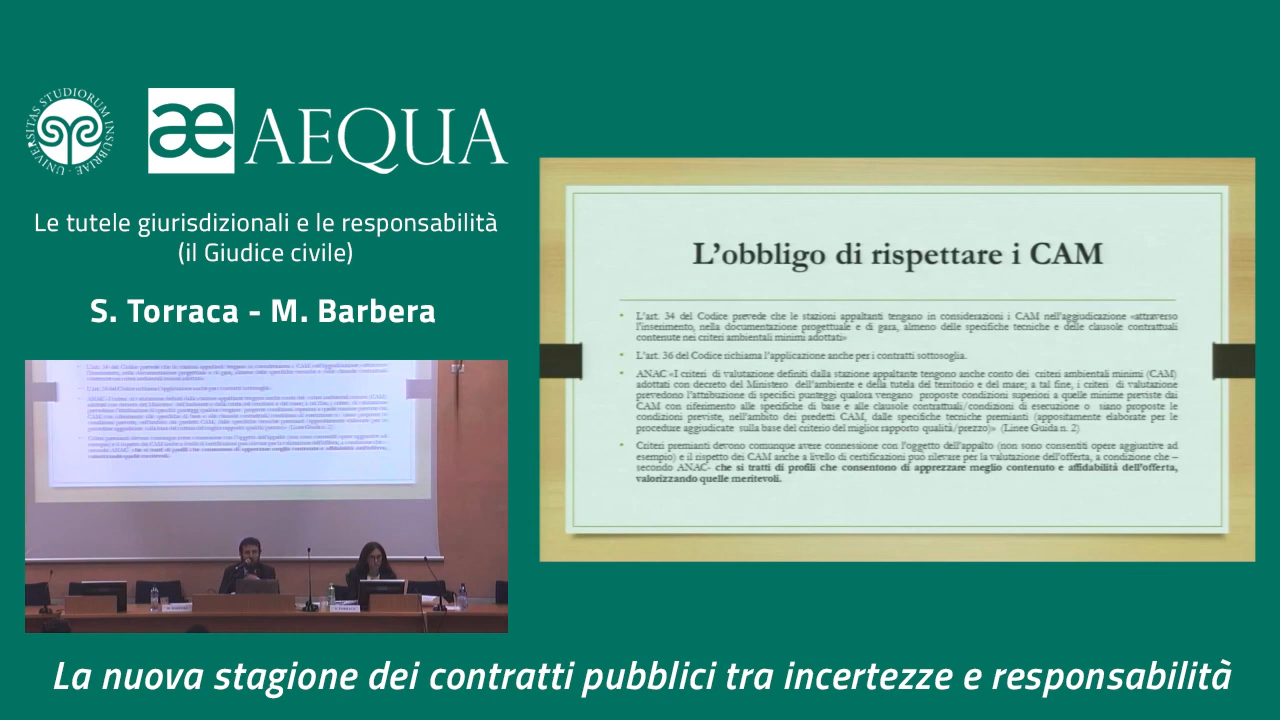 UNIVERSITAS STUDIORUM INSUBRIAE
æ AEQUA
Le tutele giurisdizionali e le responsabilità
(il Giudice civile)
S. Torraca - M. Barbera
L'obbligo di rispettare i CAM
L'art. 34 del Codice prevede che le stazioni appaltanti tengano in considerazioni i CAM nell'aggiudicazione «attraverso
l'inserimento, nella documentazione progettuale e di gara, almeno delle specifiche tecniche e delle clausole contrattuali
contenute nei criteri ambientali minimi adottati»
L'art. 36 del Codice richiama l'applicazione anche per i contratti sottosoglia.
ANAC «I criteri di valutazione definiti dalla stazione appaltante tengono anche conto dei criteri ambientali minimi (CAM)
adottati con decreto del Ministero dell'ambiente e della tutela del territorio e del mare; a tal fine, i criteri di valutazione
prevedono l'attribuzione di specifici punteggi qualora vengano proposte condizioni superiori a quelle minime previste dai
CAM con riferimento alle specifiche di base e alle clausole contrattuali/condizioni di esecuzione o siano proposte le
condizioni previste, nell'ambito dei predetti CAM, dalle specifiche tecniche premianti (appositamente elaborate per le
procedure aggiudicate sulla base del criterio del miglior rapporto qualità/prezzo)» (Linee Guida n. 2)
Criteri premianti devono comunque avere connessione con l'oggetto dell'appalto (non sono consentiti opere aggiuntive ad
esempio) e il rispetto dei CAM anche a livello di certificazioni può rilevare per la valutazione dell'offerta, a condizione che –
secondo ANAC- che si tratti di profili che consentono di apprezzare meglio contenuto e affidabilità dell'offerta,
valorizzando quelle meritevoli.
La nuova stagione dei contratti pubblici tra incertezze e responsabilità